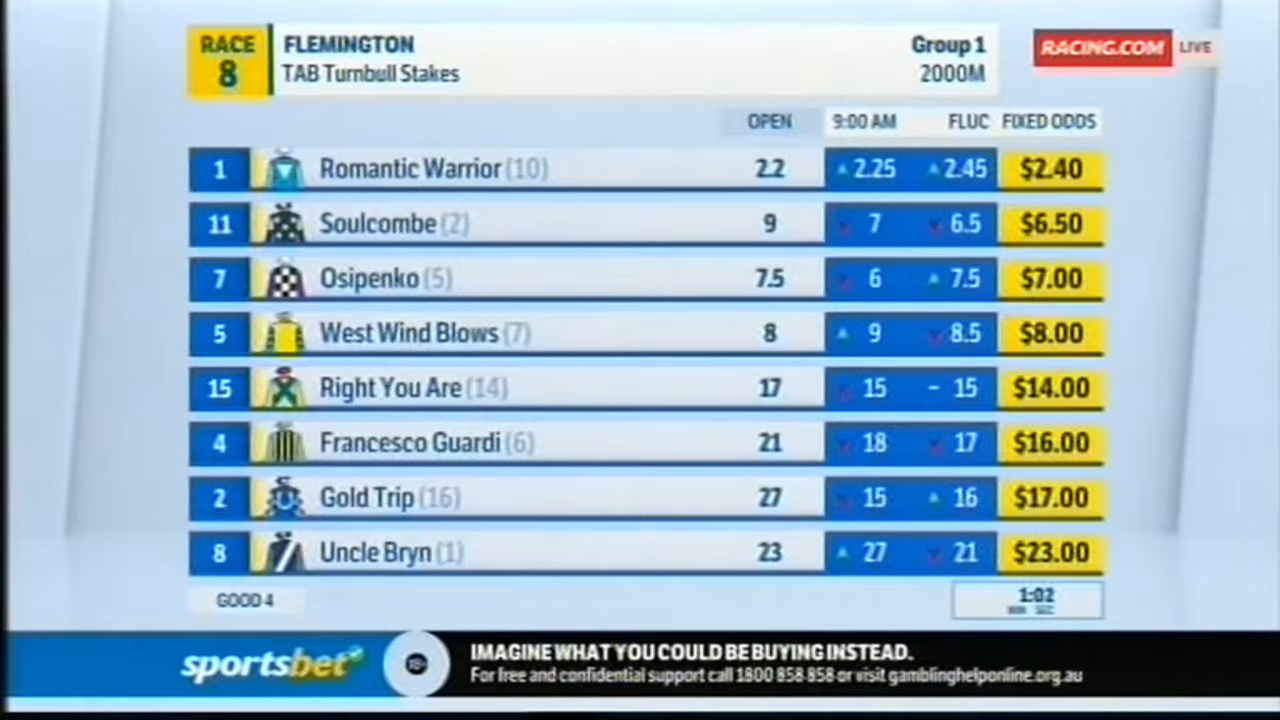 RACE 8
FLEMINGTON Group 1
TAB Turnbull Stakes 2000M
RACING.COM LIVE
OPEN 9:00 AM FLUC FIXED ODDS
1 Romantic Warrior (10) 2.2 2.25 2.45 $2.40
11 Soulcombe (2) 9 7 6.5 $6.50
7 Osipenko (5) 7.5 6 7.5 $7.00
5 West Wind Blows (7) 8 9 8.5 $8.00
15 Right You Are (14) 17 15 - 15 $14.00
4 Francesco Guardi (6) 21 18 17 $16.00
2 Gold Trip (16) 27 15 16 $17.00
8 Uncle Bryn (1) 23 27 21 $23.00
GOOD 4 1:02
MIN SEC
sportsbet 18+ IMAGINE WHAT YOU COULD BE BUYING INSTEAD.
For free and confidential support call 1800 858 858 or visit gamblinghelponline.org.au